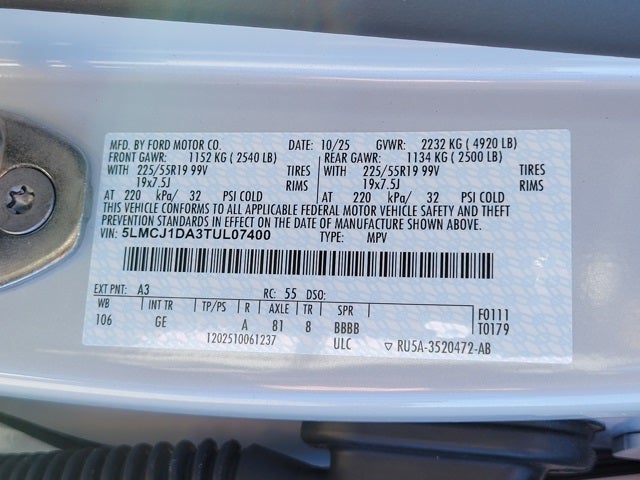 MFD. BY FORD MOTOR CO. 10/25 GVWR: 2232 KG ( 4920 LB)
FRONT GAWR: 1152 KG ( 2540 LB) REAR GAWR: 1134 KG ( 2500 LB)
WITH 225/55R19 99V TIRES WITH 225/55R19 99V TIRES
19x7.5J RIMS 19x7.5J RIMS
AT 220 kPa/ 32 PSI COLD AT 220 kPa/ 32 PSI COLD
THIS VEHICLE CONFORMS TO ALL APPLICABLE FEDERAL MOTOR VEHICLE SAFETY AND THEFT
PREVENTION STANDARDS IN EFFECT ON THE DATE OF MANUFACTURE SHOWN ABOVE.
VIN: 5LMCJ1DA3TUL07400 TYPE: MPV
EXT PNT: A3 RC: 55 DSO:
WB INT TR TP/PS R AXLE TR SPR F0111
106 GE A 81 8 BBBB T0179
1202510061237 ULC ▽ RU5A-3520472-AB